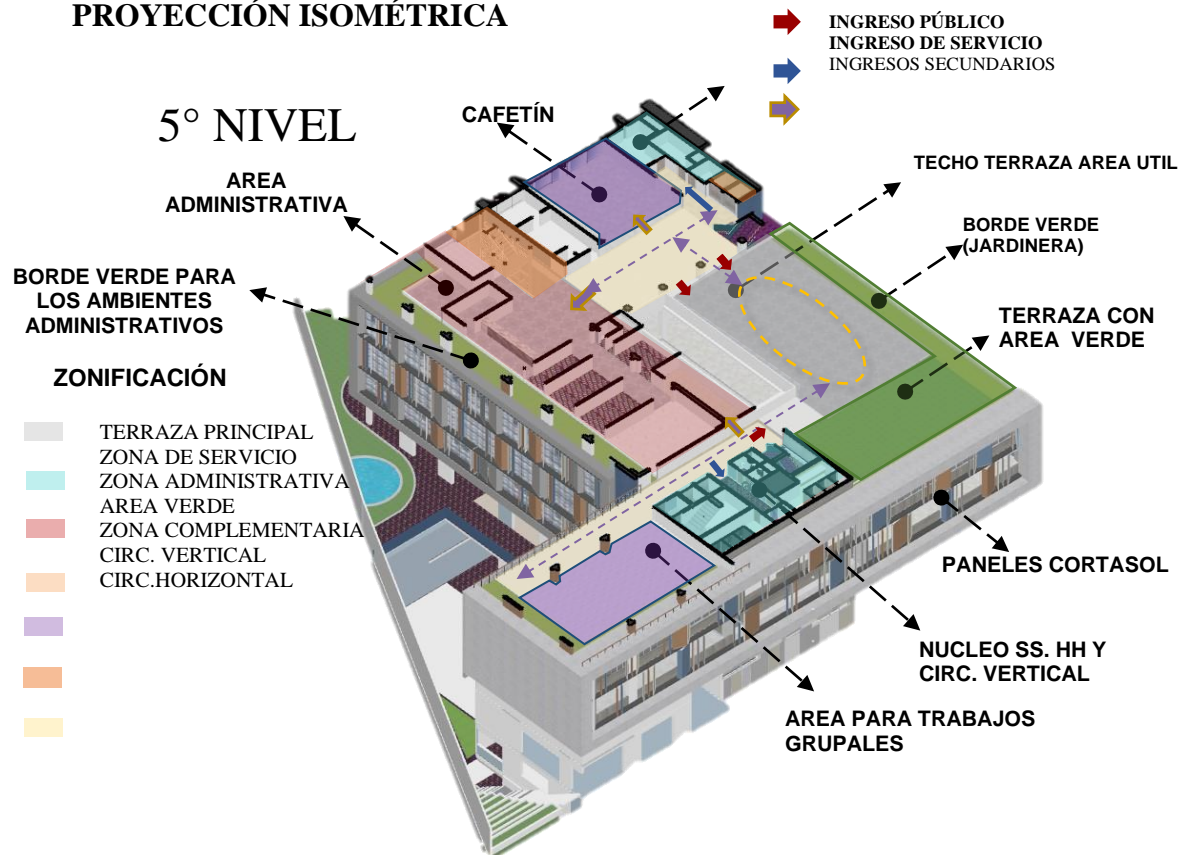 PROYECCIÓN ISOMÉTRICA
INGRESO PÚBLICO
INGRESO DE SERVICIO
INGRESOS SECUNDARIOS
5° NIVEL
CAFETÍN
TECHO TERRAZA AREA UTIL
AREA
ADMINISTRATIVA
BORDE VERDE
(JARDINERA)
BORDE VERDE PARA
LOS AMBIENTES
ADMINISTRATIVOS
TERRAZA CON
AREA VERDE
ZONIFICACIÓN
TERRAZA PRINCIPAL
ZONA DE SERVICIO
ZONA ADMINISTRATIVA
AREA VERDE
ZONA COMPLEMENTARIA
CIRC. VERTICAL
CIRC.HORIZONTAL
PANELES CORTASOL
NUCLEO SS. HH Y
CIRC. VERTICAL
AREA PARA TRABAJOS
GRUPALES